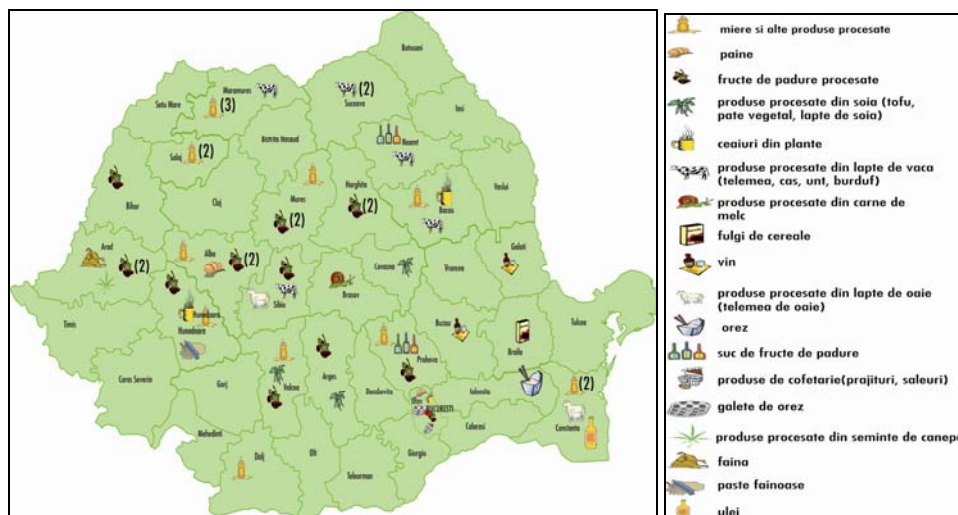 Botosani
Maramures
Suceava
(2)
Satu Mare
(3)
Iasi
Bistrita Nasaud
Neamt
Salaj
(2)
Harghita
Vaslui
Bihor
Cluj
Mures
(2)
(2)
Bacau
Arad
(2)
Alba
(2)
Covasna
Vrancea
Galati
Sibiu
Brasov
Timis
Hunedoara
Hunedoara
Buzau
Tulcea
Braila
Prahova
Caras Severin
Gorj
Valcea
Arges
Dambovita
Ialomita
(2)
Ilfov
BUCURESTI
Mehedinti
Calarasi
Constanta
Olt
Giorgiu
Dolj
Teleorman
miere si alte produse procesate
paine
fructe de padure procesate
produse procesate din soia (tofu,
pate vegetal, lapte de soia)
ceaiuri din plante
produse procesate din lapte de vaca
(telemea, cas, unt, burduf)
produse procesate din carne de
melc
fulgi de cereale
vin
produse procesate din lapte de oaie
(telemea de oaie)
orez
suc de fructe de padure
produse de cofetarie(prajituri, saleuri)
galete de orez
produse procesate din seminte de canepa
faina
paste fainoase
ulei